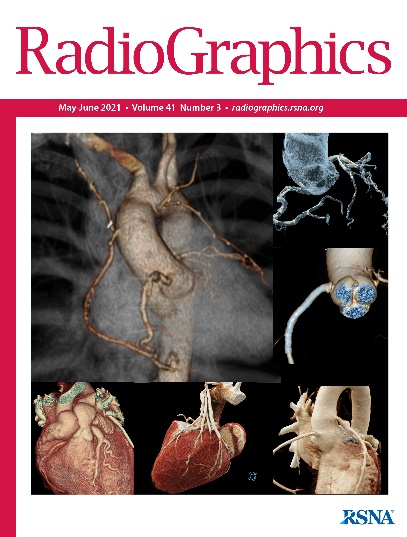 RadioGraphics
May June 2021 • Volume 41 Number 3 • radiographics.rsna.org
RSNA